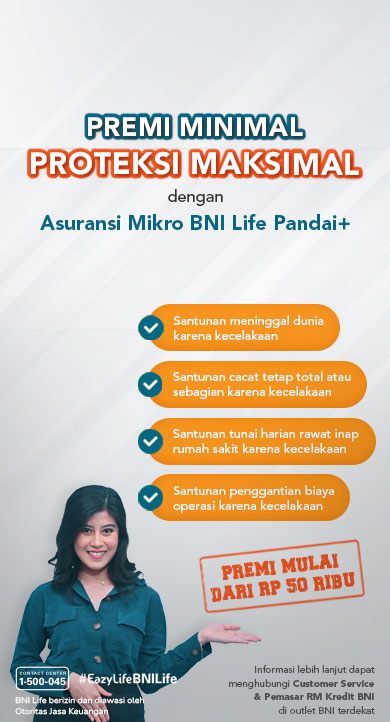 PREMI MINIMAL
PROTEKSI MAKSIMAL
dengan
Asuransi Mikro BNI Life Pandai+
Santunan meninggal dunia
karena kecelakaan
Santunan cacat tetap total atau
sebagian karena kecelakaan
Santunan tunai harian rawat inap
rumah sakit karena kecelakaan
Santunan penggantian biaya
operasi karena kecelakaan
PREMI MULAI
DARI RP 50 RIBU
CONTACT CENTER
1-500-045
#EazyLifeBNILife
BNI Life berizin dan diawasi oleh
Otoritas Jasa Keuangan
Informasi lebih lanjut dapat
menghubungi Customer Service
& Pemasar RM Kredit BNI
di outlet BNI terdekat